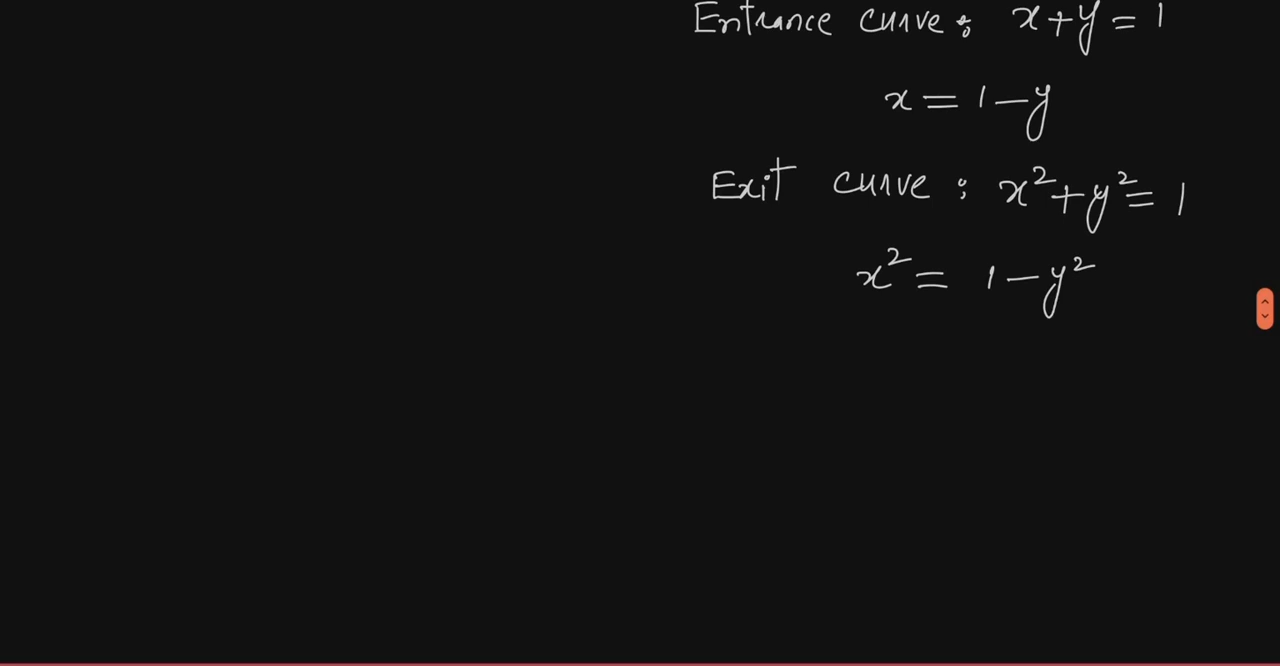 Entrance curve: x+y = 1
x = 1-y
Exit curve: x²+y² = 1
x² = 1-y²